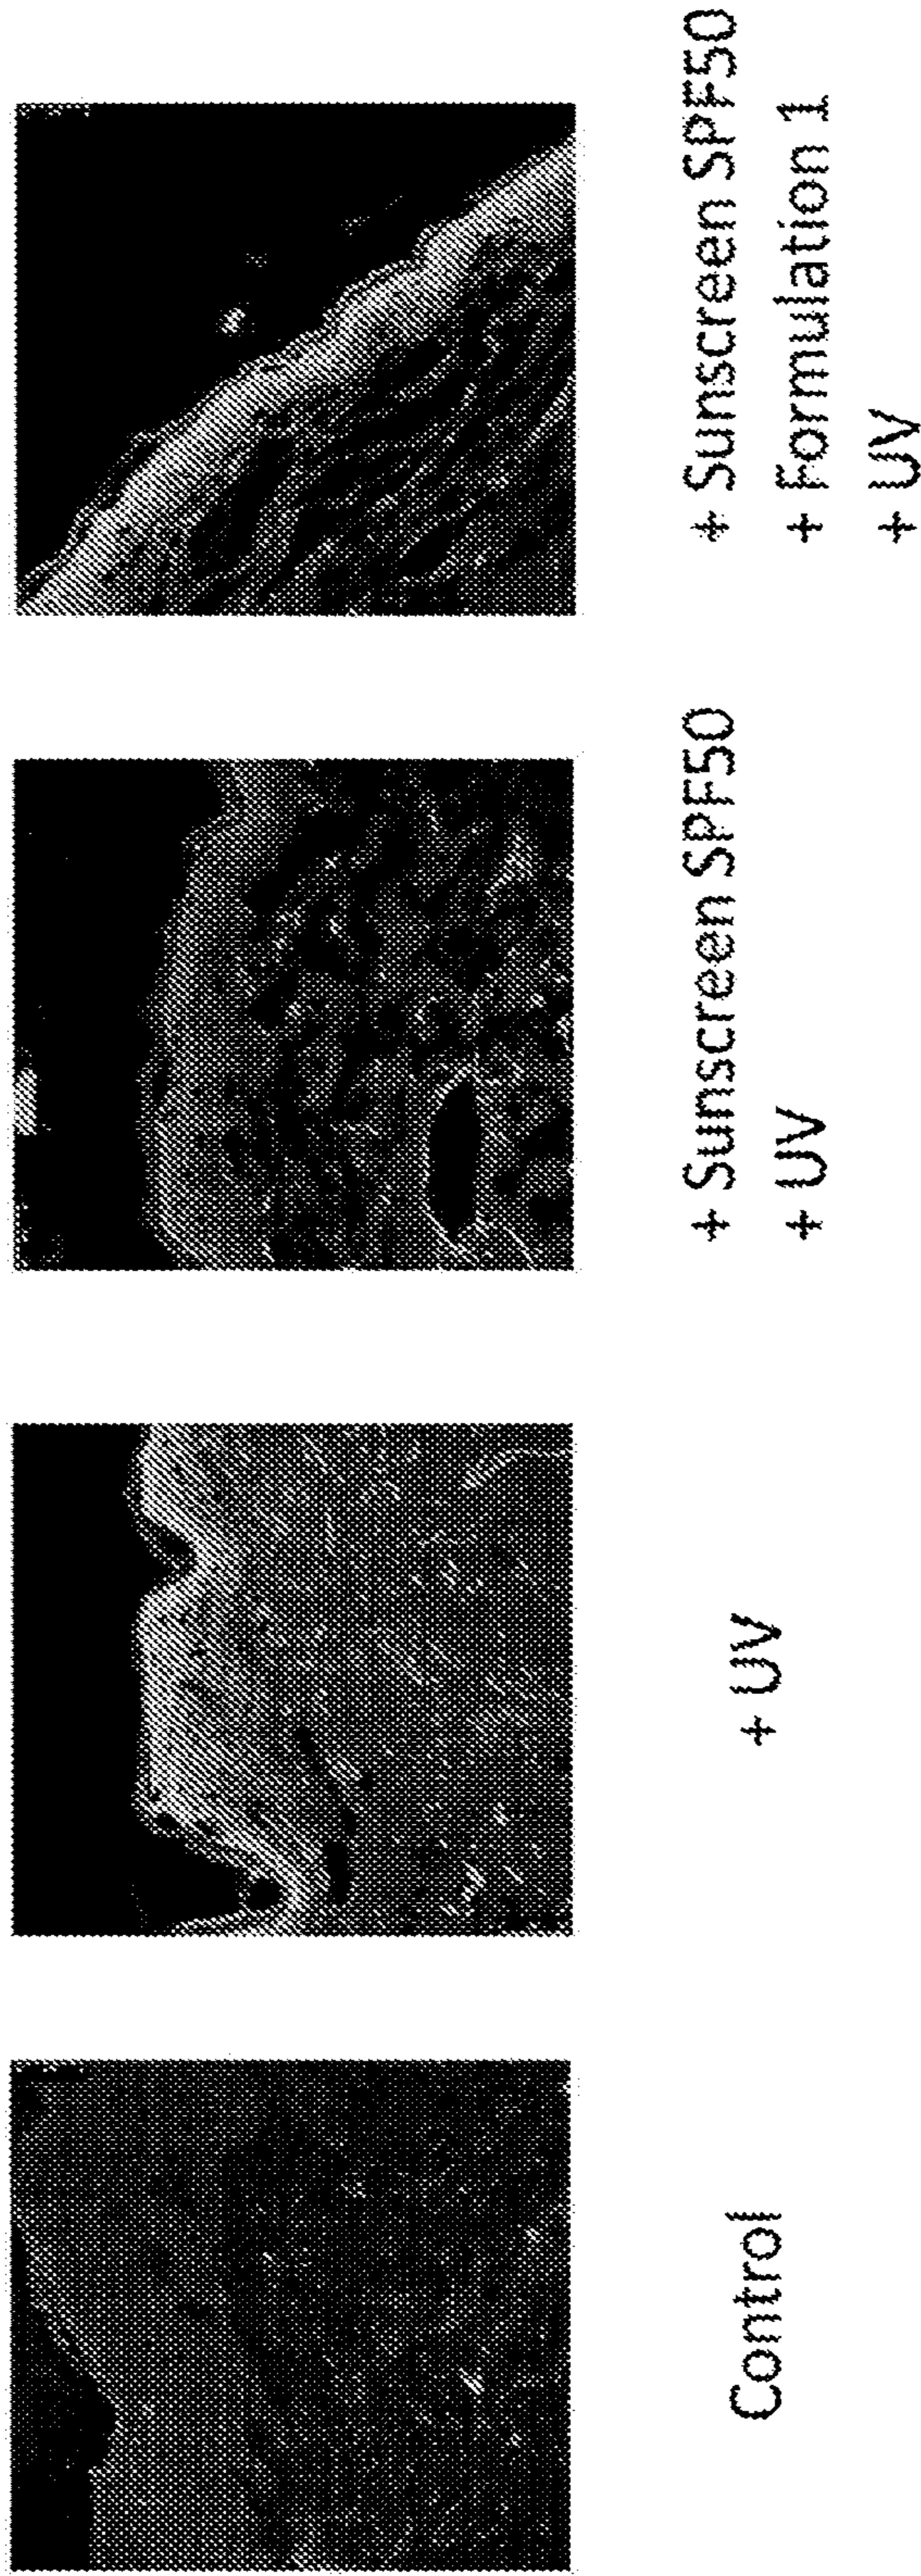 Control
+ UV
+ Sunscreen SPF50
+ UV
+ Sunscreen SPF50
+ Formulation 1
+ UV